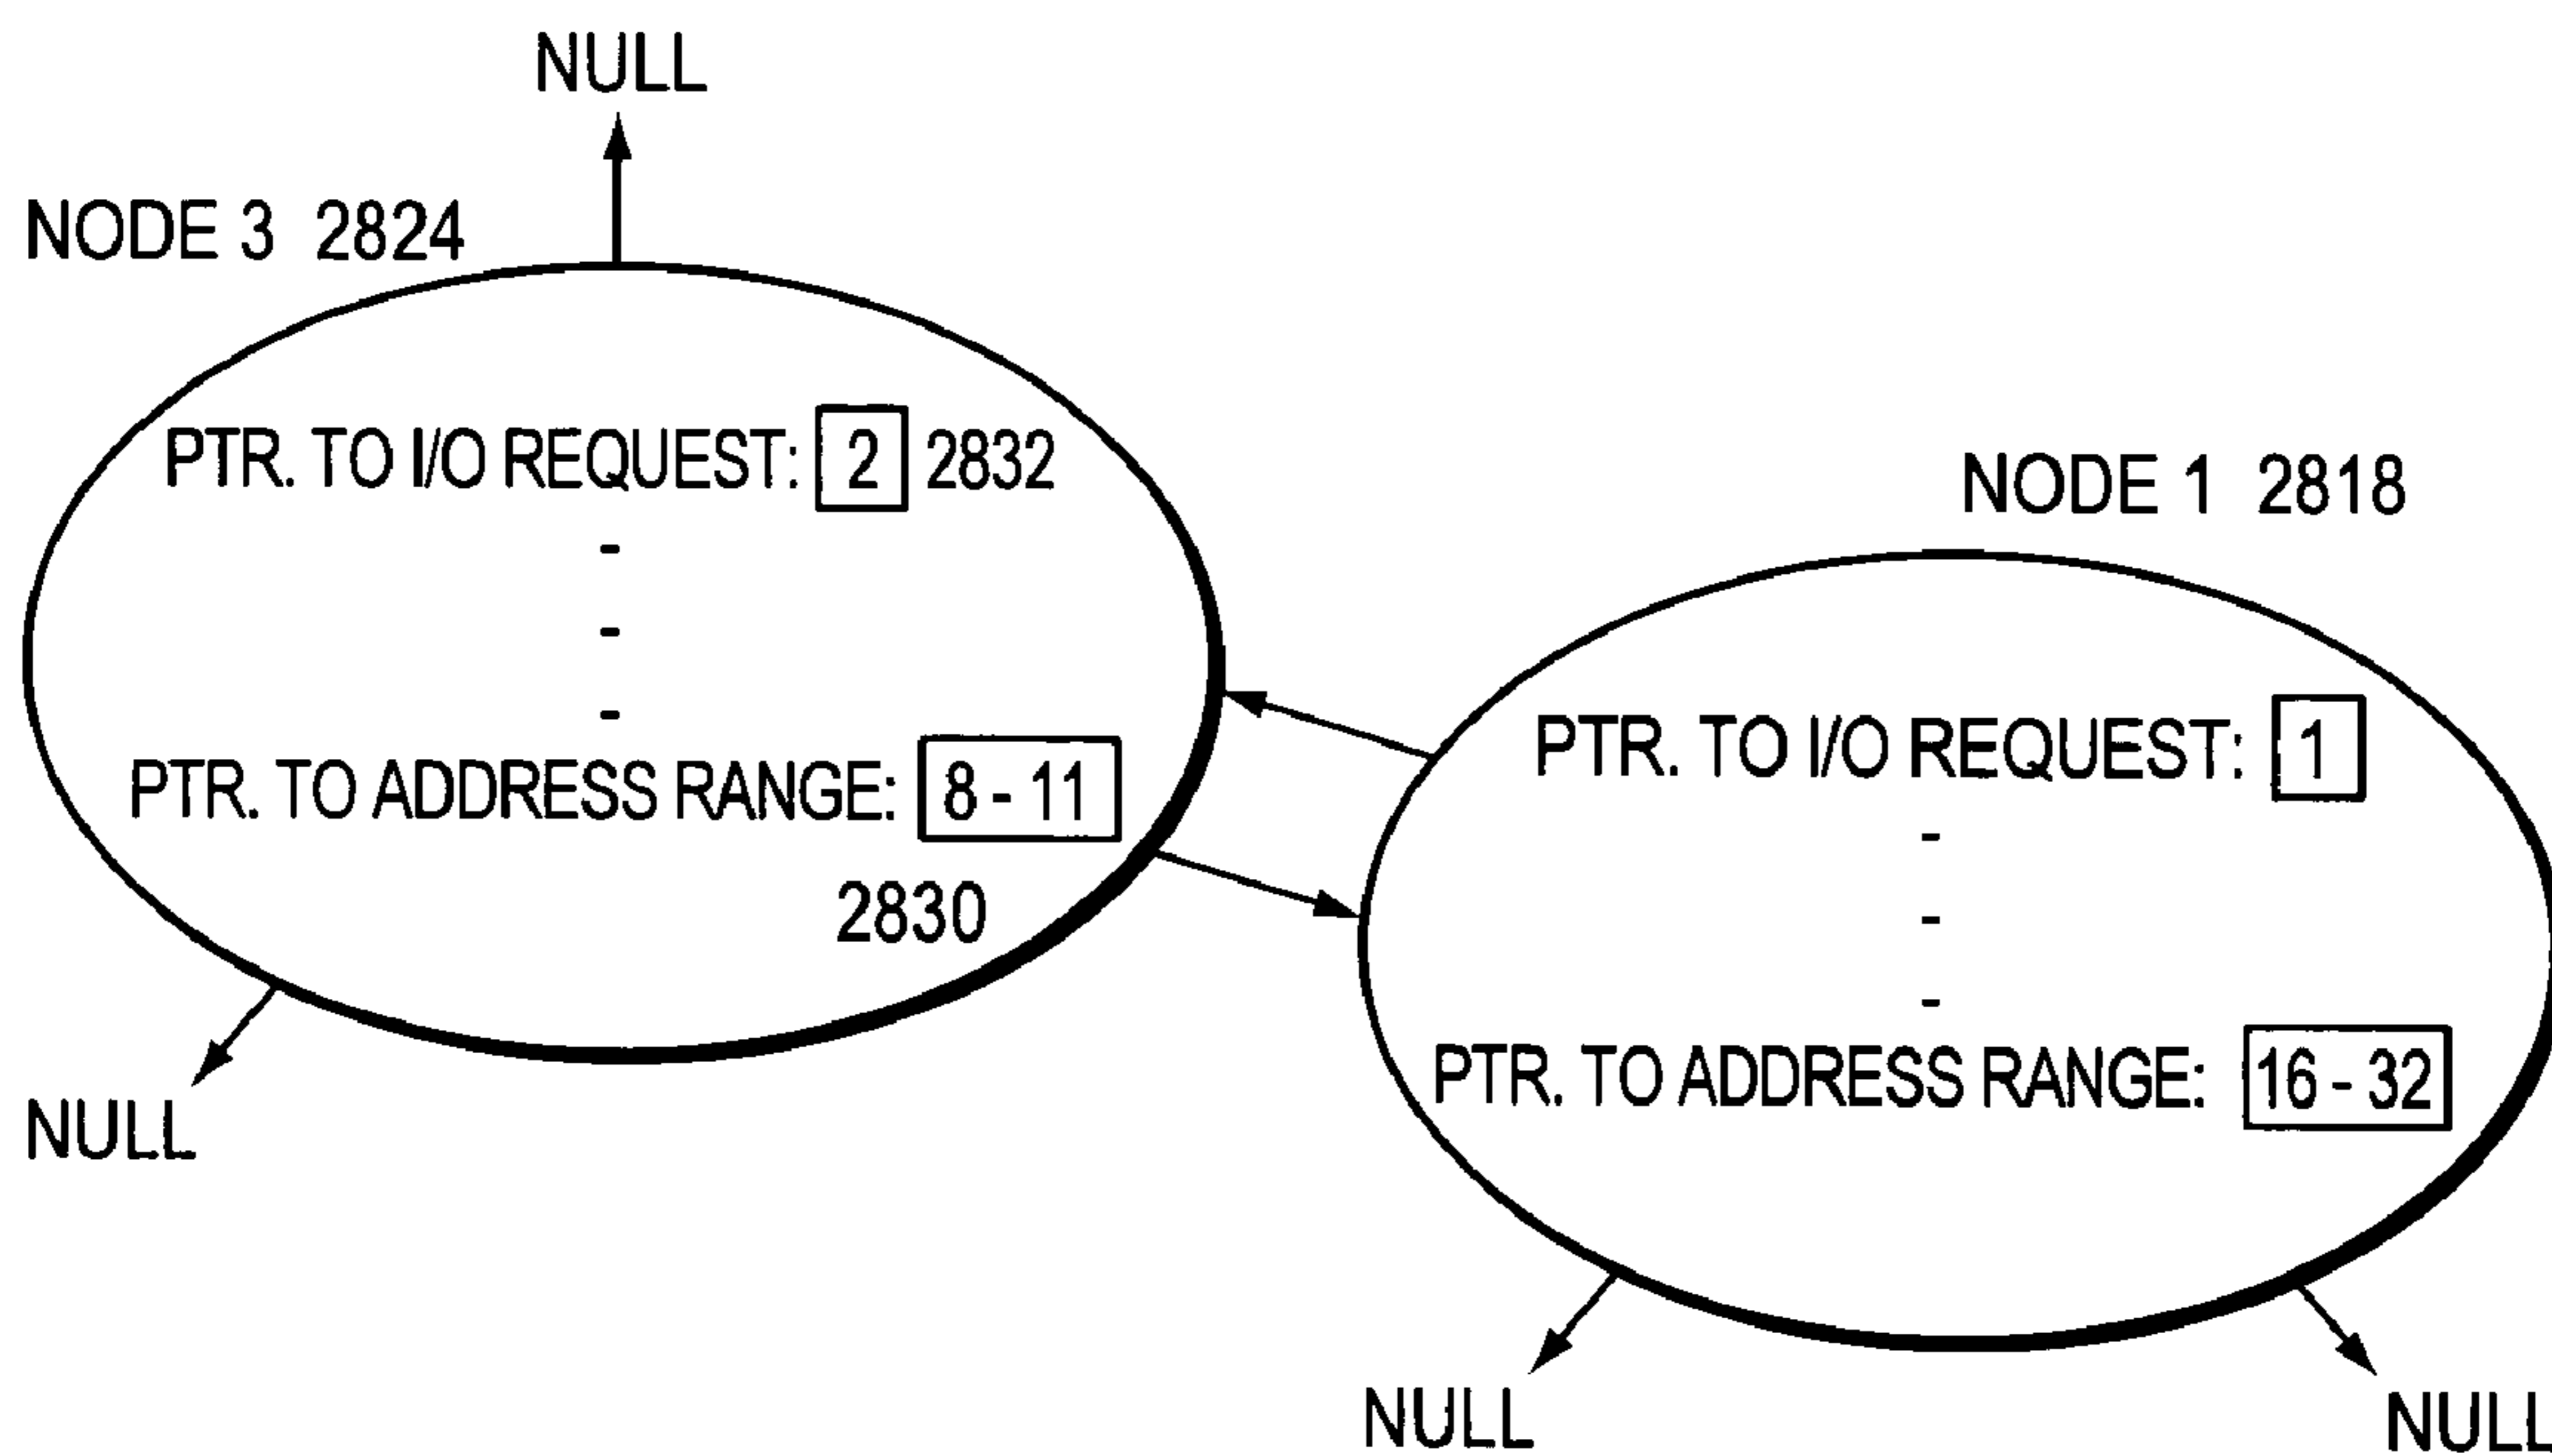 NULL
NODE 3 2824
PTR. TO I/O REQUEST: 2 2832
-
-
-
PTR. TO ADDRESS RANGE: 8 - 11
2830
NULL
NODE 1 2818
PTR. TO I/O REQUEST: 1
-
-
-
PTR. TO ADDRESS RANGE: 16 - 32
NULL
NULL